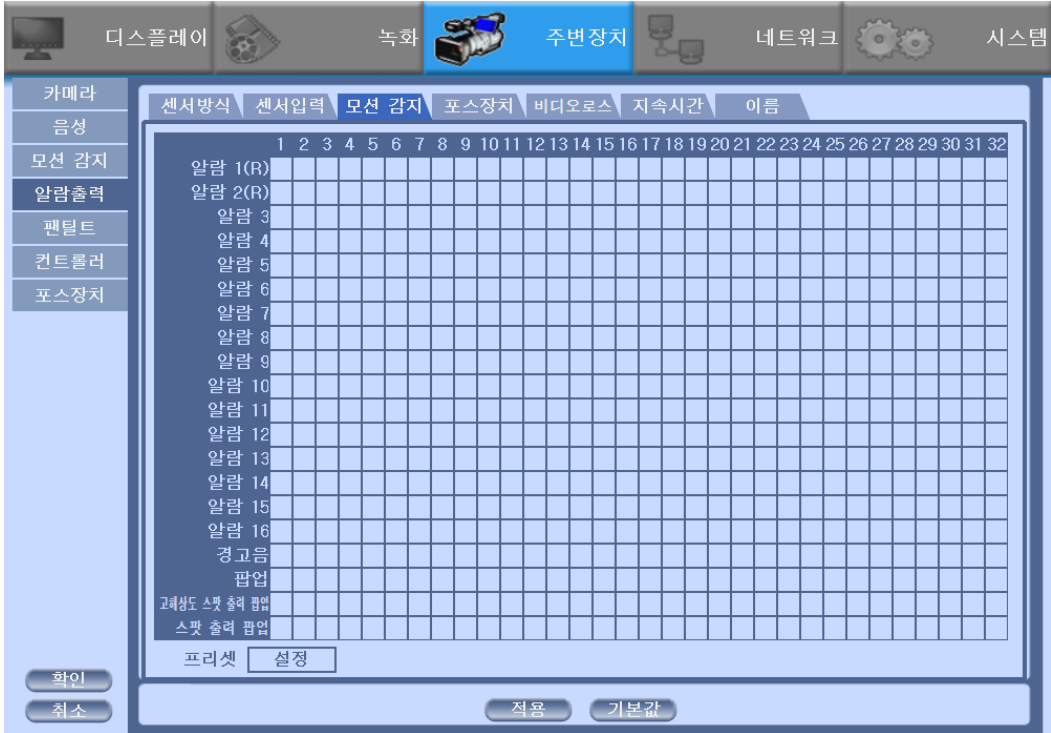 디스플레이 녹화 주변장치 네트워크 시스템
카메라
음성
모션 감지
알람출력
팬틸트
컨트롤러
포스장치
센서방식 센서입력 모션 감지 포스장치 비디오로스 지속시간 이름
1 2 3 4 5 6 7 8 9 10 11 12 13 14 15 16 17 18 19 20 21 22 23 24 25 26 27 28 29 30 31 32
알람 1(R)
알람 2(R)
알람 3
알람 4
알람 5
알람 6
알람 7
알람 8
알람 9
알람 10
알람 11
알람 12
알람 13
알람 14
알람 15
알람 16
경고음
팝업
고해상도 스팟 출력 팝업
스팟 출력 팝업
프리셋 설정
확인
취소
적용 기본값